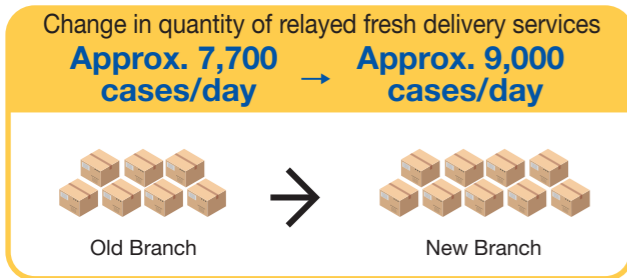 Change in quantity of relayed fresh delivery services
Approx. 7,700 → Approx. 9,000
cases/day cases/day
Old Branch New Branch